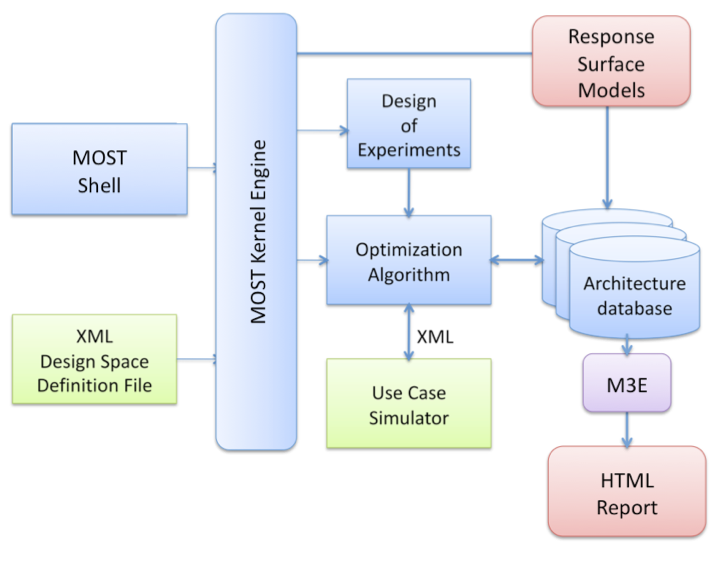 Response
Surface
Models
Design
of
Experiments
MOST
Shell
MOST Kernel Engine
Optimization
Algorithm
Architecture
database
XML
XML
Design Space
Definition File
Use Case
Simulator
M3E
HTML
Report